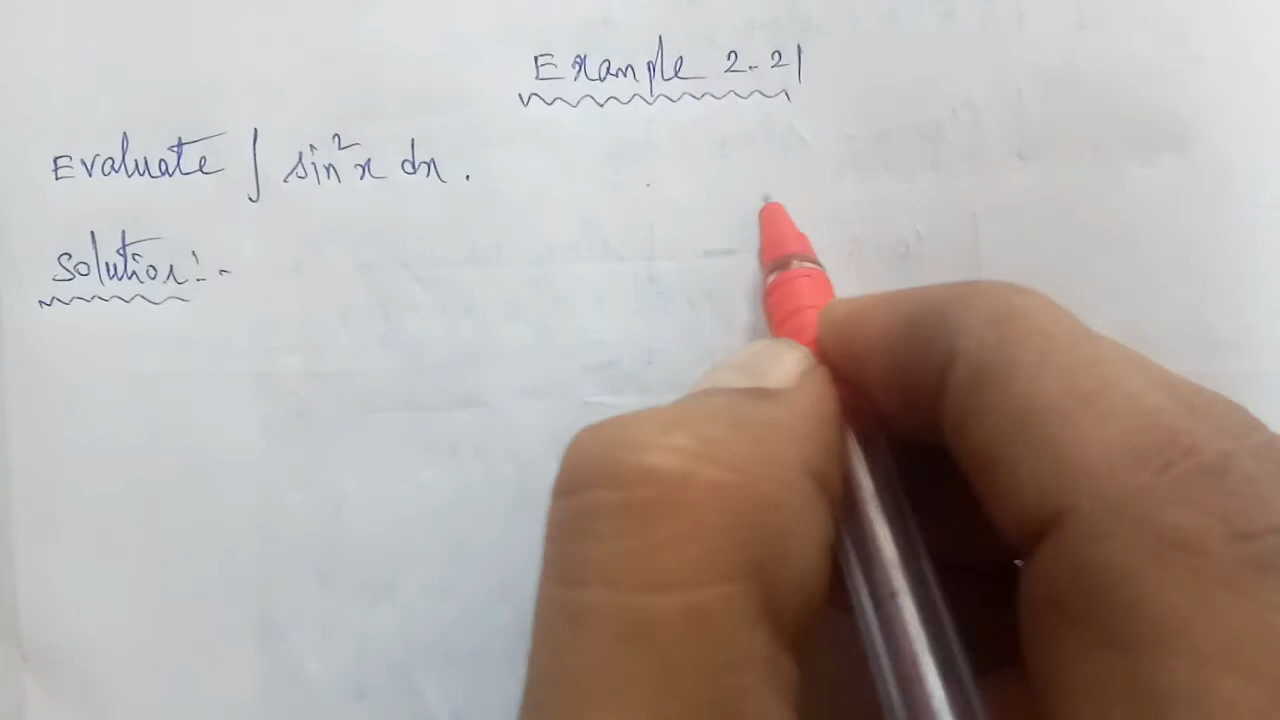 Example 2.21
Evaluate ∫ sin²x dx.
Solution:-